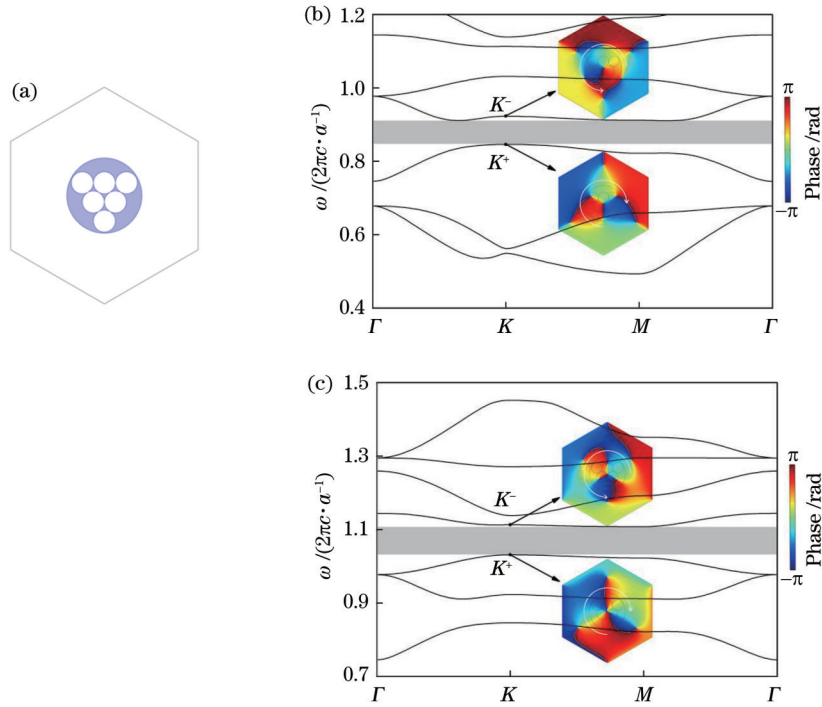 (a)
(b)
1.2
1.0
0.8
0.6
0.4
ω/(2πc·a⁻¹)
K⁻
K⁺
Γ
K
M
Γ
π
−π
Phase /rad
(c)
1.5
1.3
1.1
0.9
0.7
ω/(2πc·a⁻¹)
K⁻
K⁺
Γ
K
M
Γ
π
−π
Phase /rad